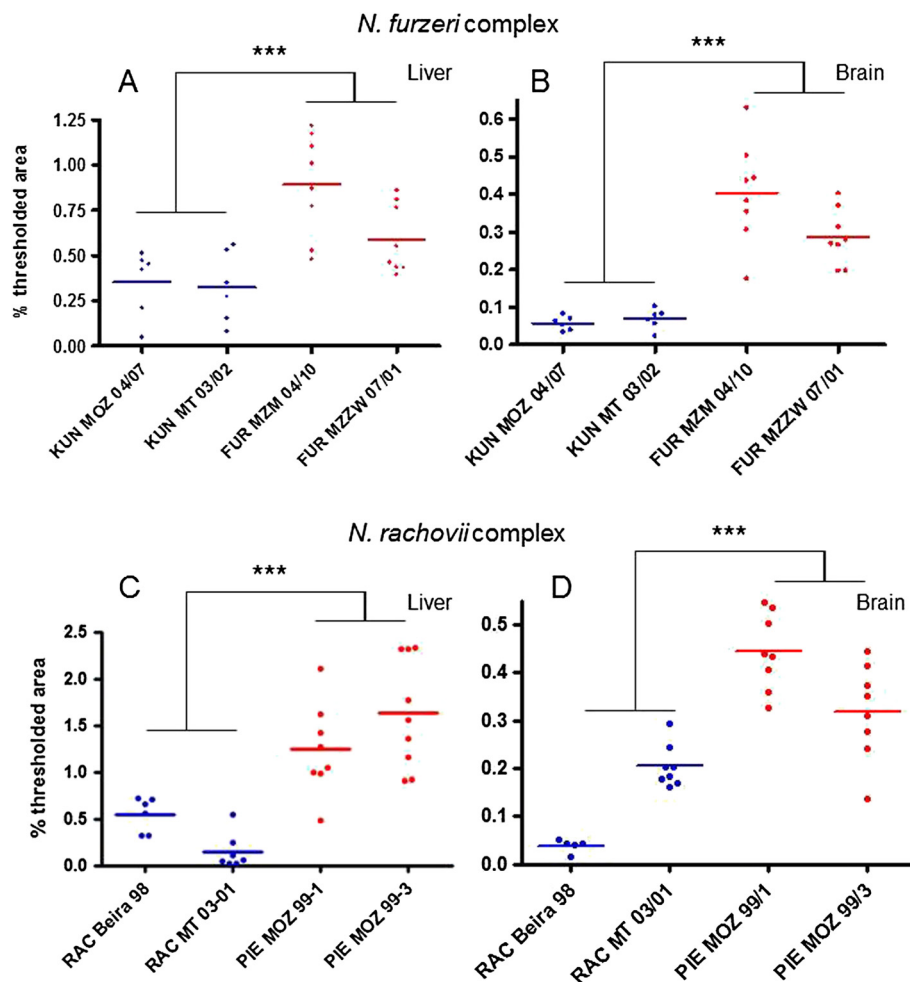 N. furzeri complex
A
***
Liver
% thresholded area
1.25
1.00
0.75
0.50
0.25
0.00
KUN MOZ 04/07
KUN MT 03/02
FUR MZM 04/10
FUR MZZW 07/01
B
***
Brain
0.6
0.5
0.4
0.3
0.2
0.1
0.0
KUN MOZ 04/07
KUN MT 03/02
FUR MZM 04/10
FUR MZZW 07/01
N. rachovii complex
C
***
Liver
% thresholded area
2.5
2.0
1.5
1.0
0.5
0.0
RAC Beira 98
RAC MT 03-01
PIE MOZ 99-1
PIE MOZ 99-3
D
***
Brain
0.5
0.4
0.3
0.2
0.1
0.0
RAC Beira 98
RAC MT 03/01
PIE MOZ 99/1
PIE MOZ 99/3